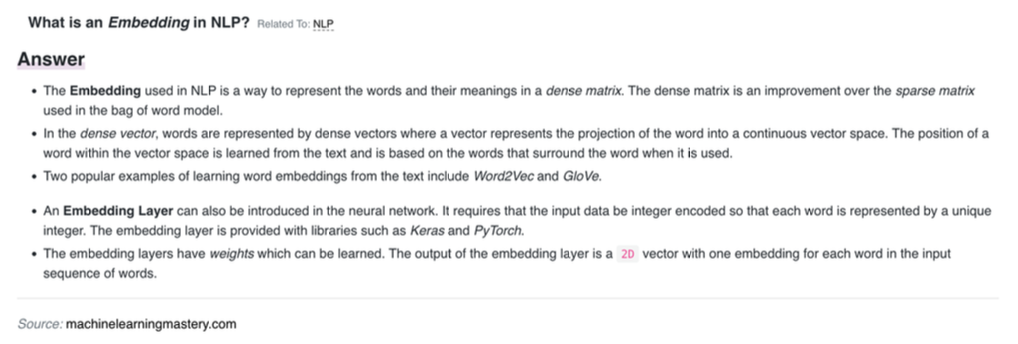 What is an Embedding in NLP? Related To: NLP
Answer
• The Embedding used in NLP is a way to represent the words and their meanings in a dense matrix. The dense matrix is an improvement over the sparse matrix
used in the bag of word model.
• In the dense vector, words are represented by dense vectors where a vector represents the projection of the word into a continuous vector space. The position of a
word within the vector space is learned from the text and is based on the words that surround the word when it is used.
• Two popular examples of learning word embeddings from the text include Word2Vec and GloVe.
• An Embedding Layer can also be introduced in the neural network. It requires that the input data be integer encoded so that each word is represented by a unique
integer. The embedding layer is provided with libraries such as Keras and PyTorch.
• The embedding layers have weights which can be learned. The output of the embedding layer is a 2D vector with one embedding for each word in the input
sequence of words.
Source: machinelearningmastery.com